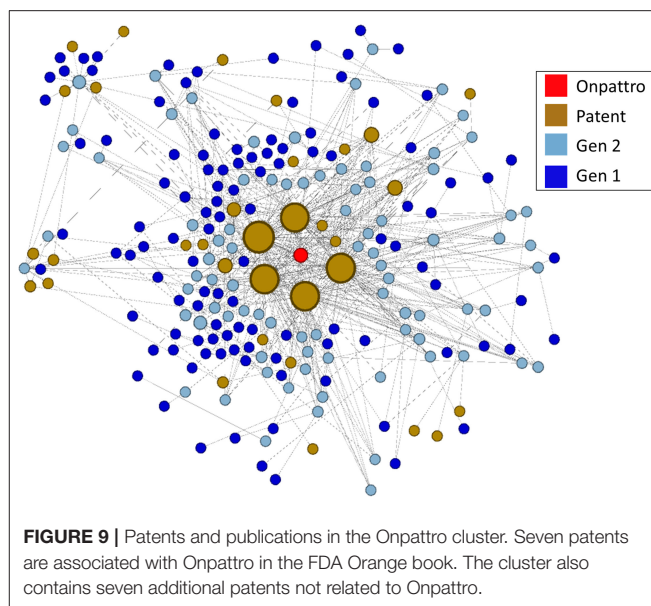 Onpattro
Patent
Gen 2
Gen 1
FIGURE 9 | Patents and publications in the Onpattro cluster. Seven patents
are associated with Onpattro in the FDA Orange book. The cluster also
contains seven additional patents not related to Onpattro.